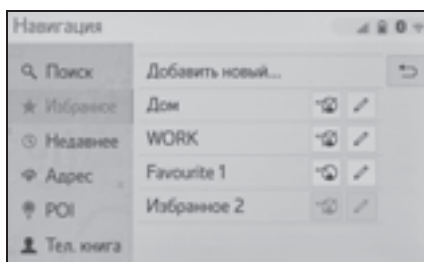 Навигация
Поиск
Избранное
Недавнее
Адрес
POI
Тел. книга
Добавить новый...
Дом
WORK
Favourite 1
Избранное 2